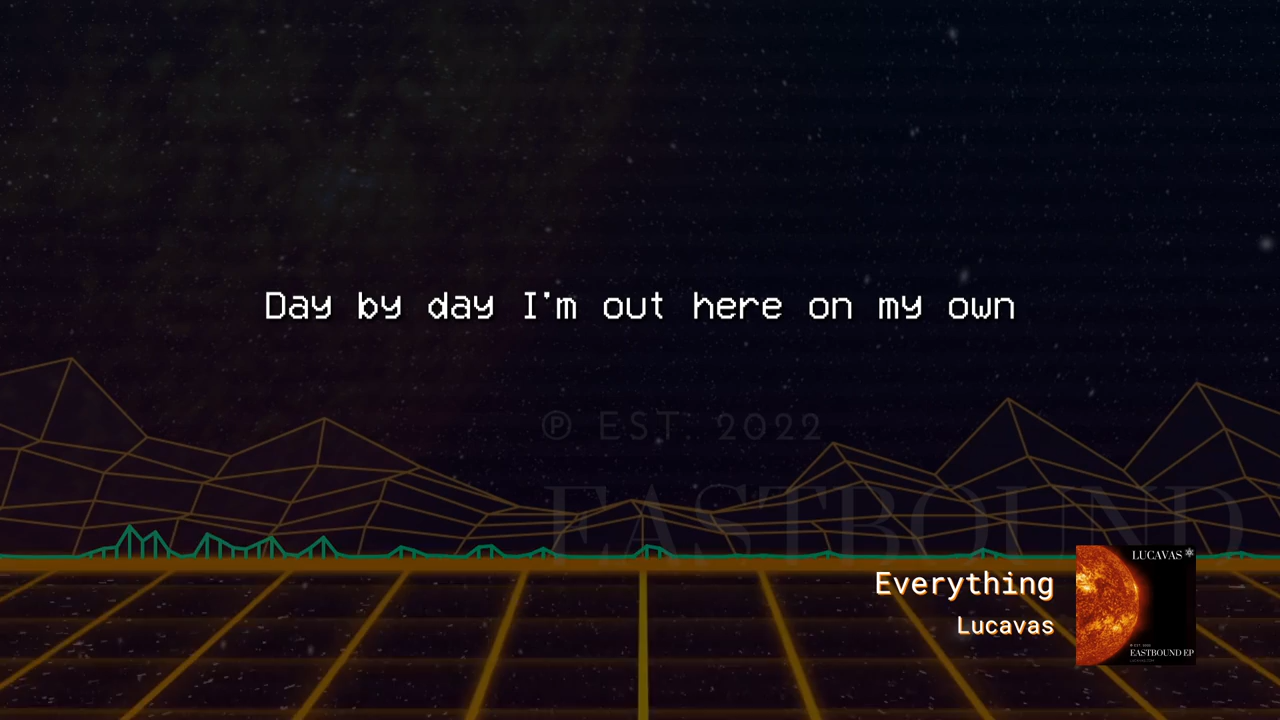 Day by day I'm out here on my own
℗ EST. 2022
EASTBOUND
Everything
Lucavas
LUCAVAS
EASTBOUND EP